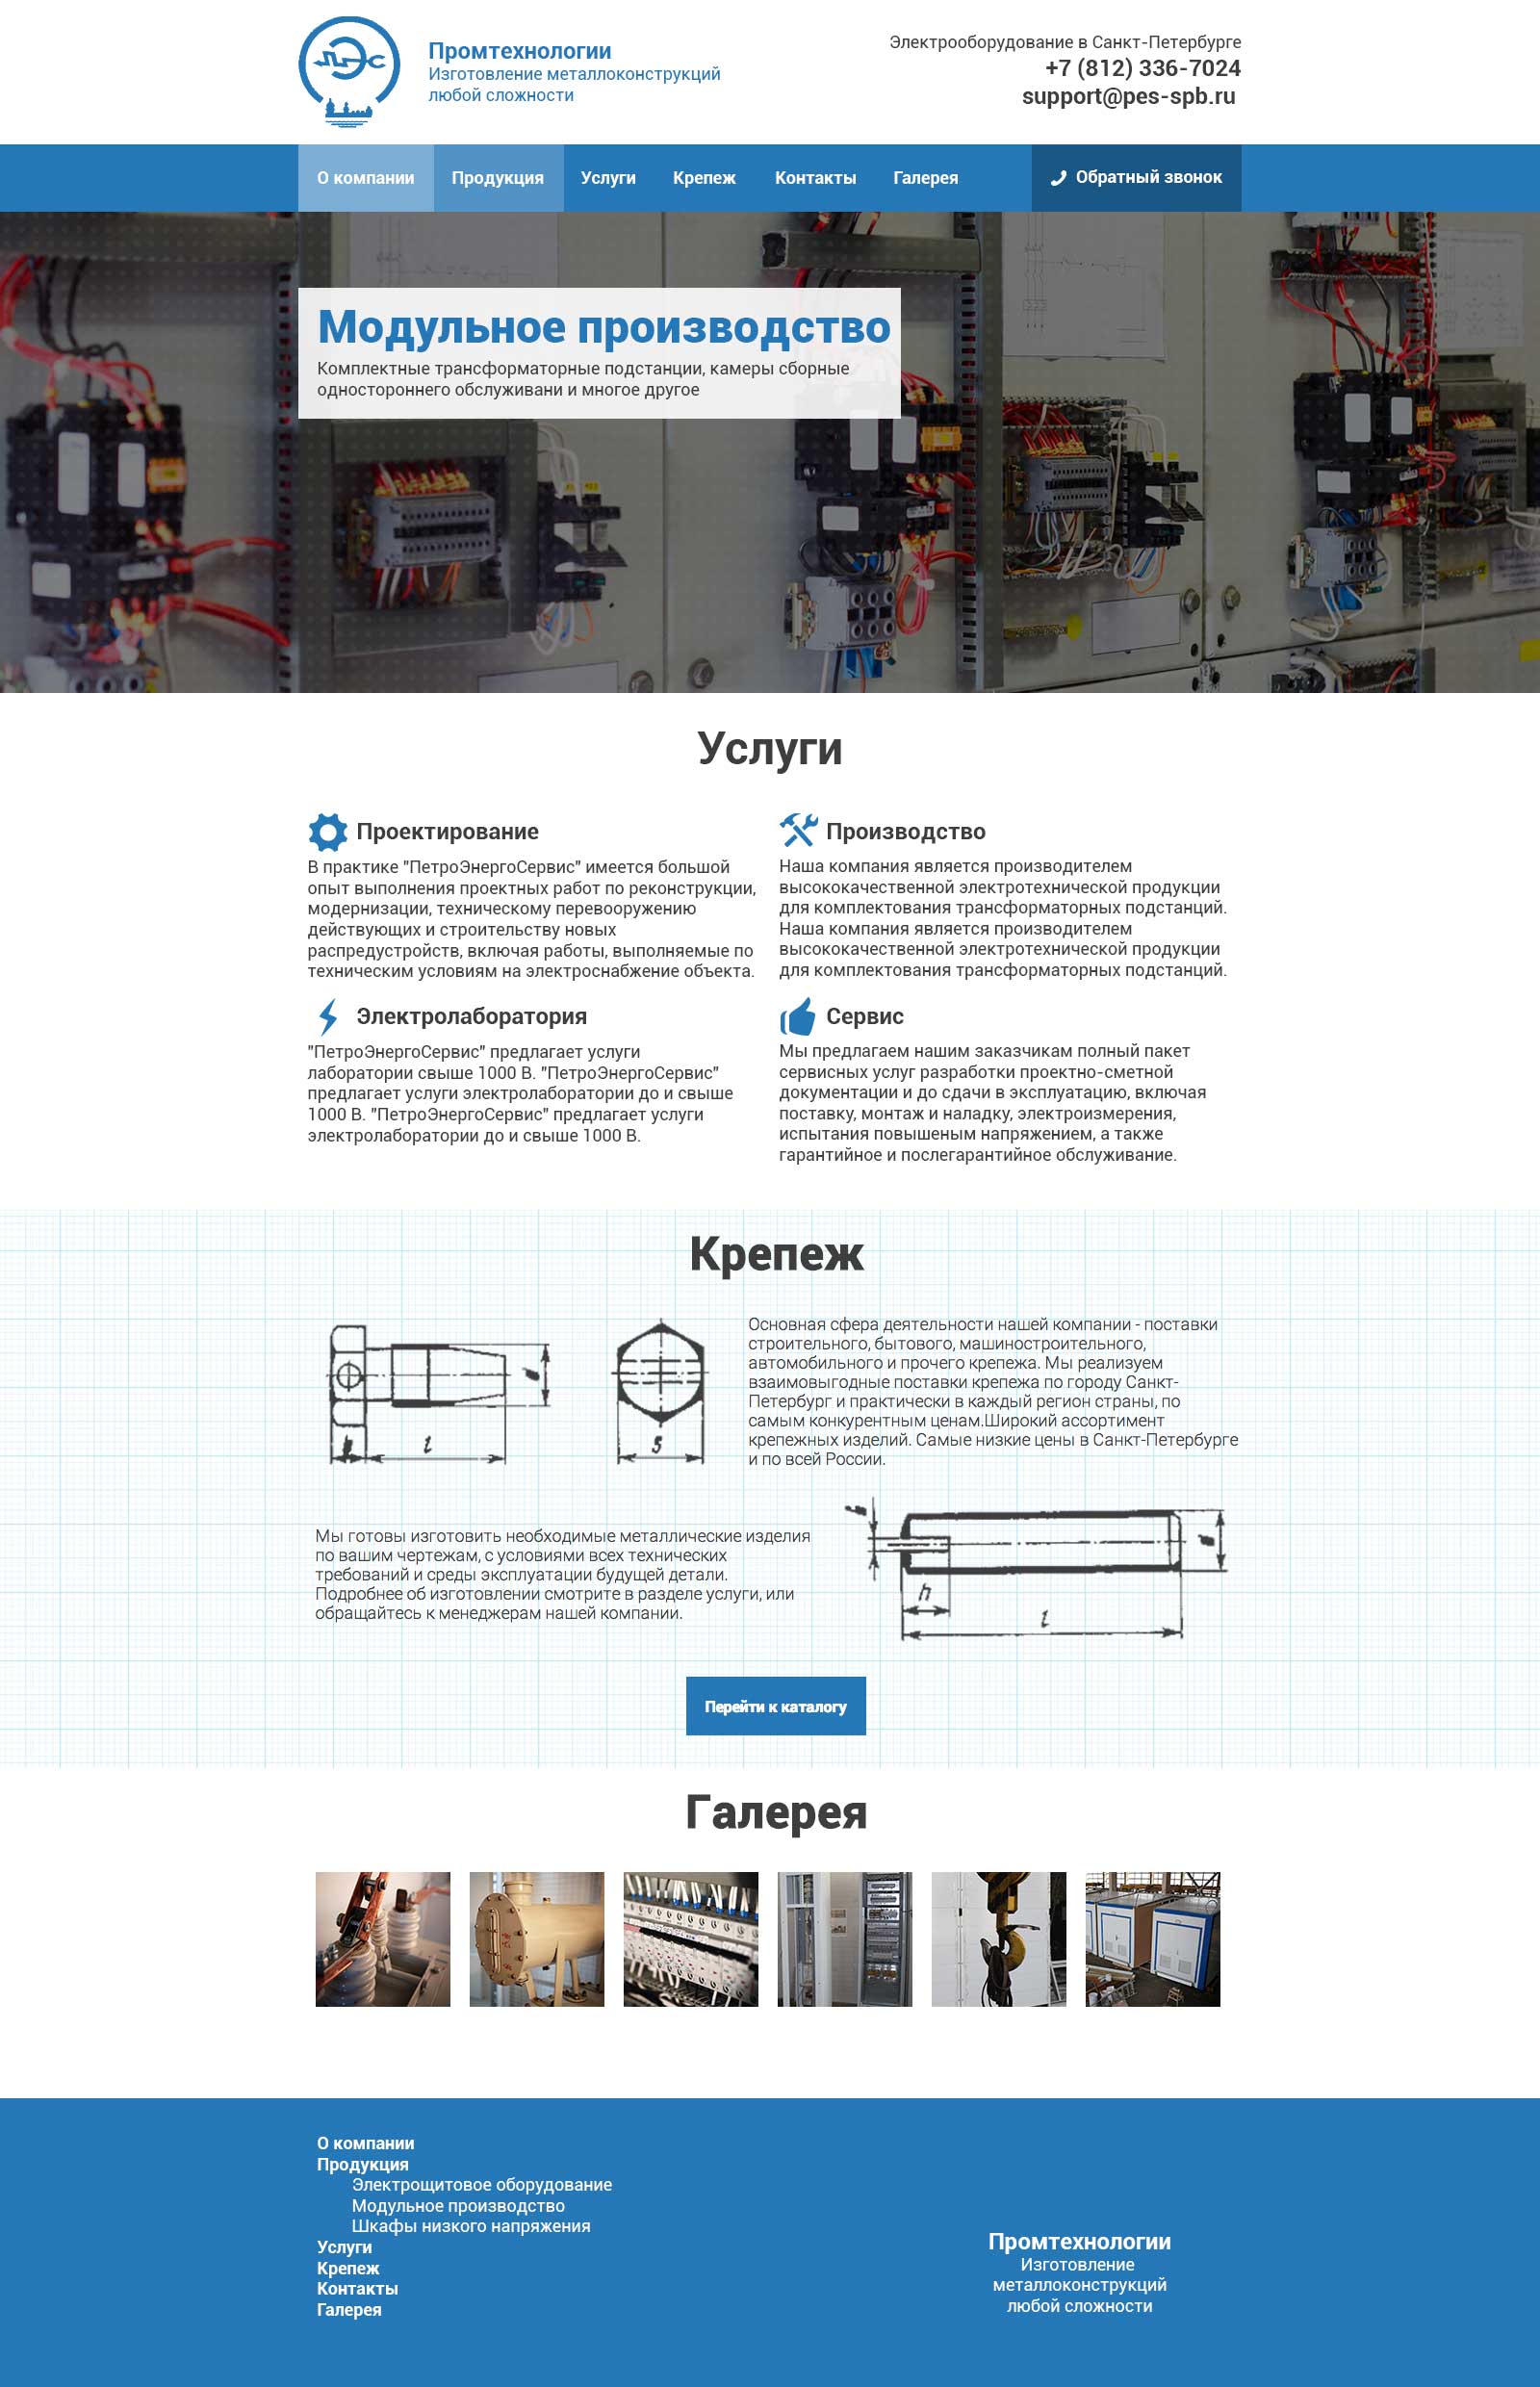 ПЭС
Промтехнологии
Изготовление металлоконструкций
любой сложности
Электрооборудование в Санкт-Петербурге
+7 (812) 336-7024
support@pes-spb.ru
О компании
Продукция
Услуги
Крепеж
Контакты
Галерея
Обратный звонок
Модульное производство
Комплектные трансформаторные подстанции, камеры сборные
одностороннего обслуживани и многое другое
Услуги
Проектирование
В практике "ПетроЭнергоСервис" имеется большой
опыт выполнения проектных работ по реконструкции,
модернизации, техническому перевооружению
действующих и строительству новых
распредустройств, включая работы, выполняемые по
техническим условиям на электроснабжение объекта.
Производство
Наша компания является производителем
высококачественной электротехнической продукции
для комплектования трансформаторных подстанций.
Наша компания является производителем
высококачественной электротехнической продукции
для комплектования трансформаторных подстанций.
Электролаборатория
"ПетроЭнергоСервис" предлагает услуги
лаборатории свыше 1000 В. "ПетроЭнергоСервис"
предлагает услуги электролаборатории до и свыше
1000 В. "ПетроЭнергоСервис" предлагает услуги
электролаборатории до и свыше 1000 В.
Сервис
Мы предлагаем нашим заказчикам полный пакет
сервисных услуг разработки проектно-сметной
документации и до сдачи в эксплуатацию, включая
поставку, монтаж и наладку, электроизмерения,
испытания повышеным напряжением, а также
гарантийное и послегарантийное обслуживание.
Крепеж
l
S
Основная сфера деятельности нашей компании - поставки
строительного, бытового, машиностроительного,
автомобильного и прочего крепежа. Мы реализуем
взаимовыгодные поставки крепежа по городу Санкт-
Петербург и практически в каждый регион страны, по
самым конкурентным ценам.Широкий ассортимент
крепежных изделий. Самые низкие цены в Санкт-Петербурге
и по всей России.
Мы готовы изготовить необходимые металлические изделия
по вашим чертежам, с условиями всех технических
требований и среды эксплуатации будущей детали.
Подробнее об изготовлении смотрите в разделе услуги, или
обращайтесь к менеджерам нашей компании.
h
l
Перейти к каталогу
Галерея
О компании
Продукция
Электрощитовое оборудование
Модульное производство
Шкафы низкого напряжения
Услуги
Крепеж
Контакты
Галерея
Промтехнологии
Изготовление
металлоконструкций
любой сложности